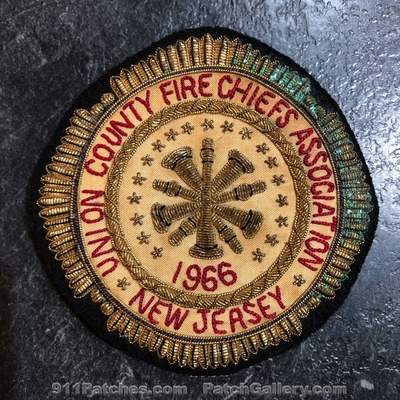 UNION COUNTY FIRE CHIEFS ASSOCIATION
1966
NEW JERSEY
911Patches.com PatchGallery.com